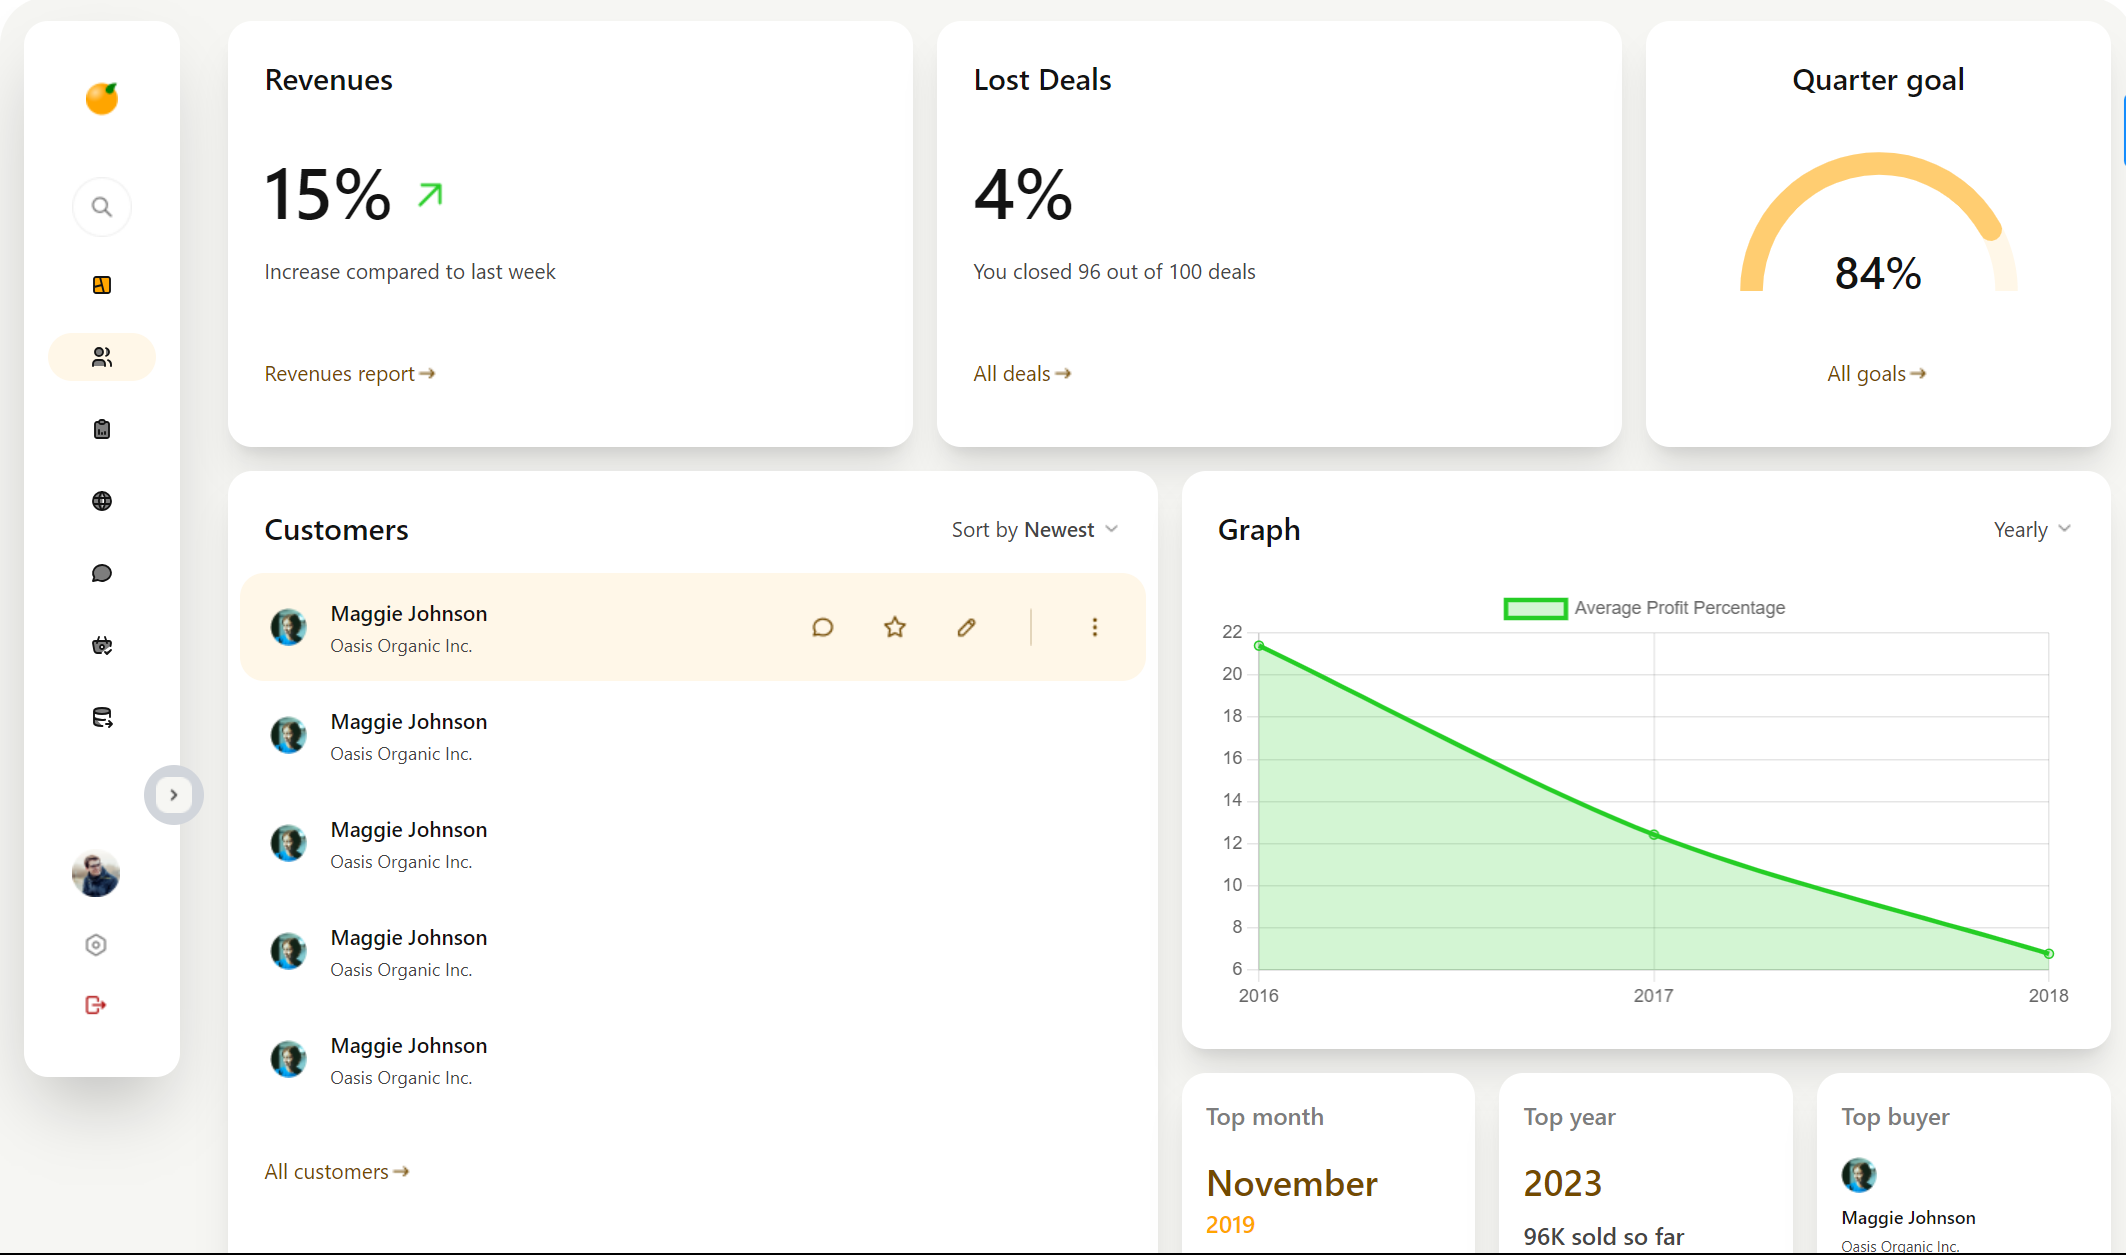 Revenues
15%
Increase compared to last week
Revenues report
Lost Deals
4%
You closed 96 out of 100 deals
All deals
Quarter goal
84%
All goals
Customers
Sort by Newest
Maggie Johnson
Oasis Organic Inc.
Maggie Johnson
Oasis Organic Inc.
Maggie Johnson
Oasis Organic Inc.
Maggie Johnson
Oasis Organic Inc.
Maggie Johnson
Oasis Organic Inc.
All customers
Graph
Yearly
Average Profit Percentage
22
20
18
16
14
12
10
8
6
2016 2017 2018
Top month
November
2019
Top year
2023
96K sold so far
Top buyer
Maggie Johnson
Oasis Organic Inc.